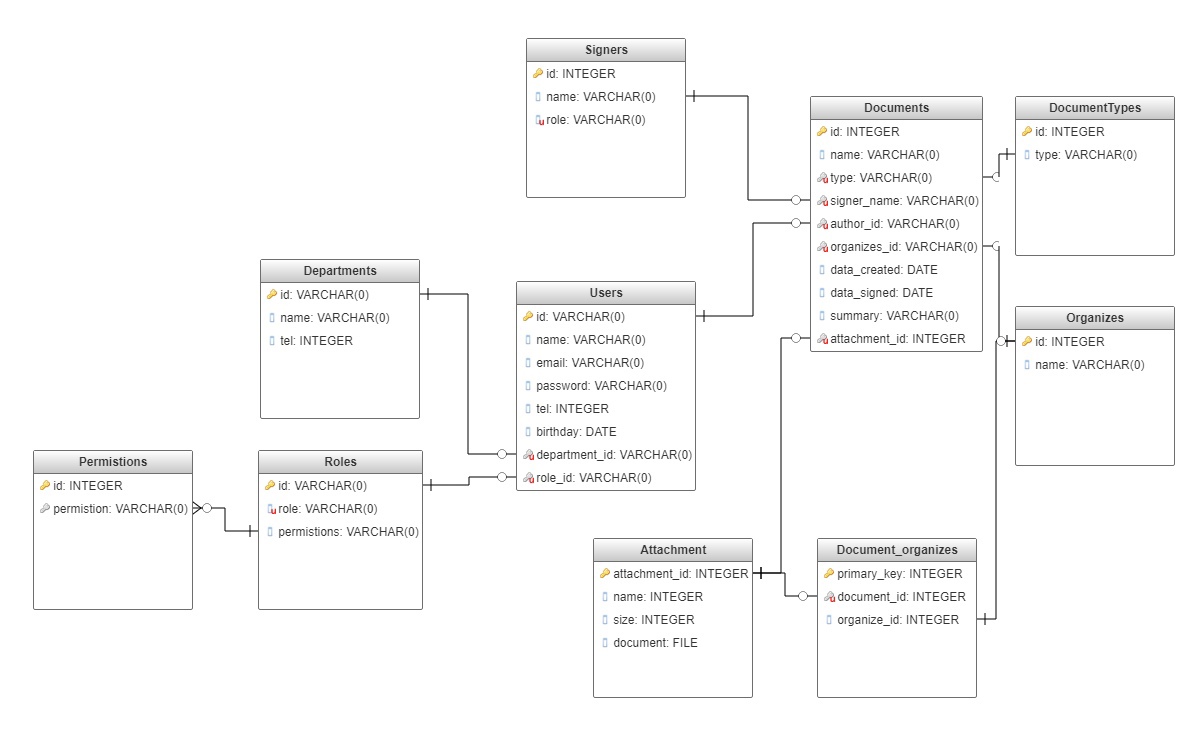 Signers
id: INTEGER
name: VARCHAR(0)
role: VARCHAR(0)
Documents
id: INTEGER
name: VARCHAR(0)
type: VARCHAR(0)
signer_name: VARCHAR(0)
author_id: VARCHAR(0)
organizes_id: VARCHAR(0)
data_created: DATE
data_signed: DATE
summary: VARCHAR(0)
attachment_id: INTEGER
DocumentTypes
id: INTEGER
type: VARCHAR(0)
Departments
id: VARCHAR(0)
name: VARCHAR(0)
tel: INTEGER
Users
id: VARCHAR(0)
name: VARCHAR(0)
email: VARCHAR(0)
password: VARCHAR(0)
tel: INTEGER
birthday: DATE
department_id: VARCHAR(0)
role_id: VARCHAR(0)
Organizes
id: INTEGER
name: VARCHAR(0)
Permistions
id: INTEGER
permistion: VARCHAR(0)
Roles
id: VARCHAR(0)
role: VARCHAR(0)
permistions: VARCHAR(0)
Attachment
attachment_id: INTEGER
name: INTEGER
size: INTEGER
document: FILE
Document_organizes
primary_key: INTEGER
document_id: INTEGER
organize_id: INTEGER